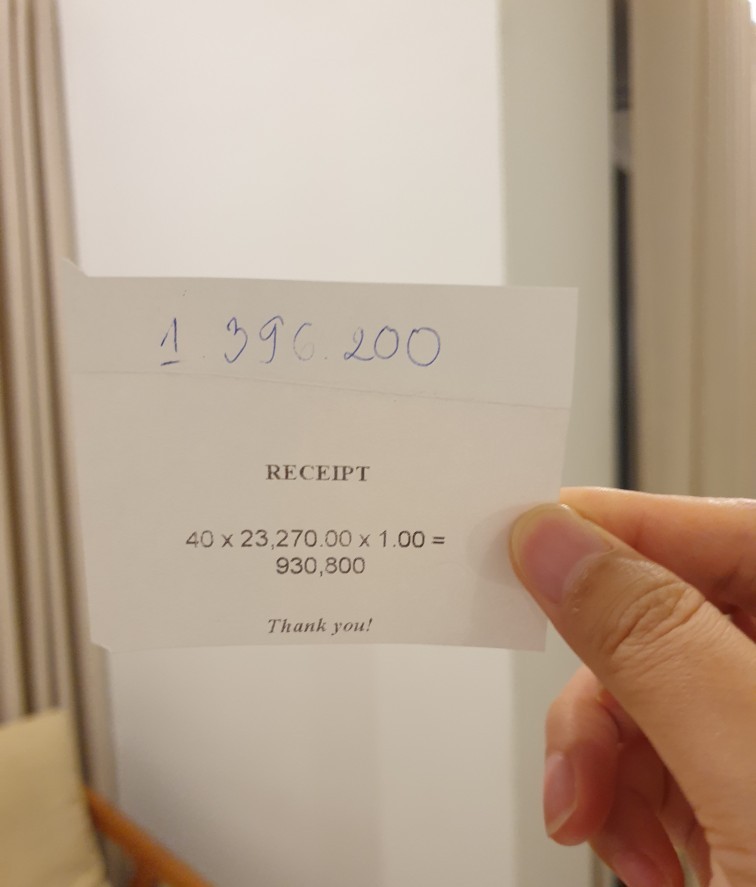 1.396.200
RECEIPT
40 x 23,270.00 x 1.00 =
930,800
Thank you!